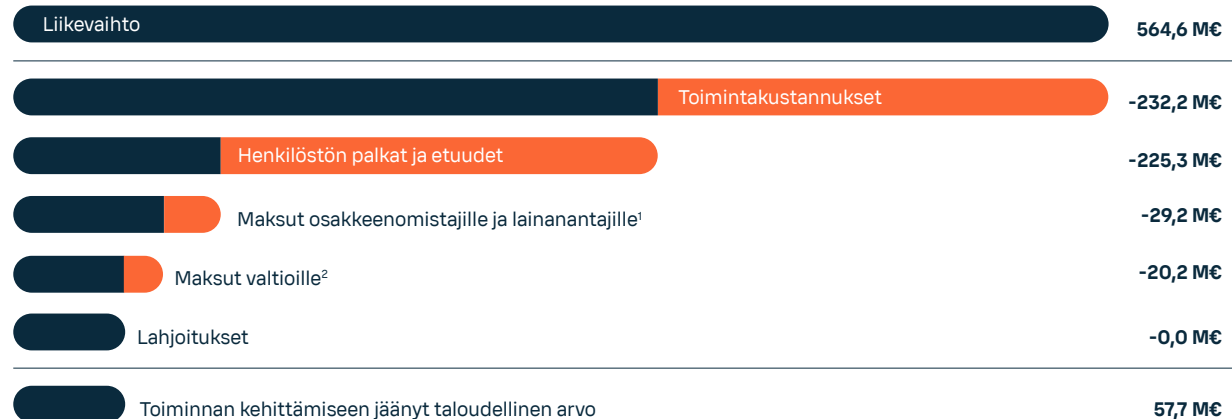 Liikevaihto 564,6 M€
Toimintakustannukset -232,2 M€
Henkilöstön palkat ja etuudet -225,3 M€
Maksut osakkeenomistajille ja lainanantajille¹ -29,2 M€
Maksut valtioille² -20,2 M€
Lahjoitukset -0,0 M€
Toiminnan kehittämiseen jäänyt taloudellinen arvo 57,7 M€